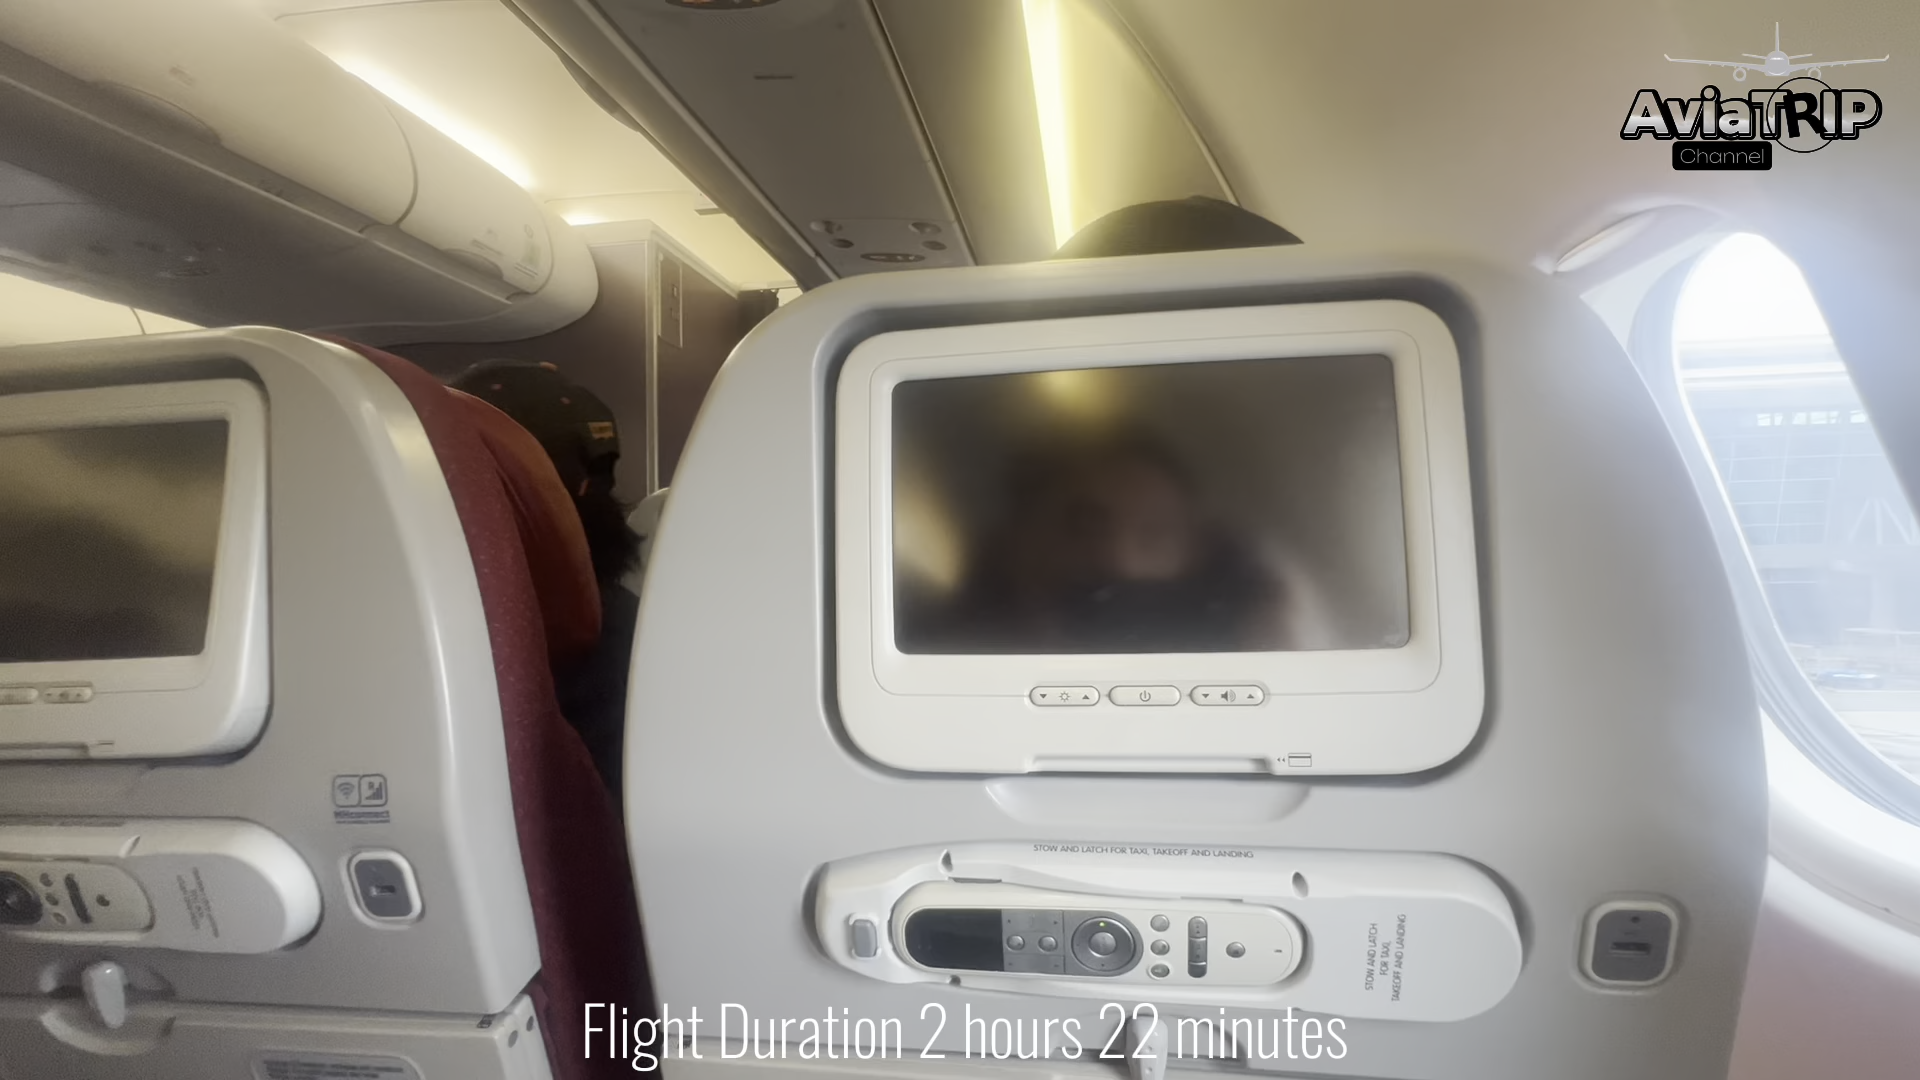 AviaTRIP
Channel
MHconnect
STOW AND LATCH FOR TAXI, TAKEOFF AND LANDING
STOW AND LATCH
FOR TAXI,
TAKEOFF AND LANDING
Flight Duration 2 hours 22 minutes